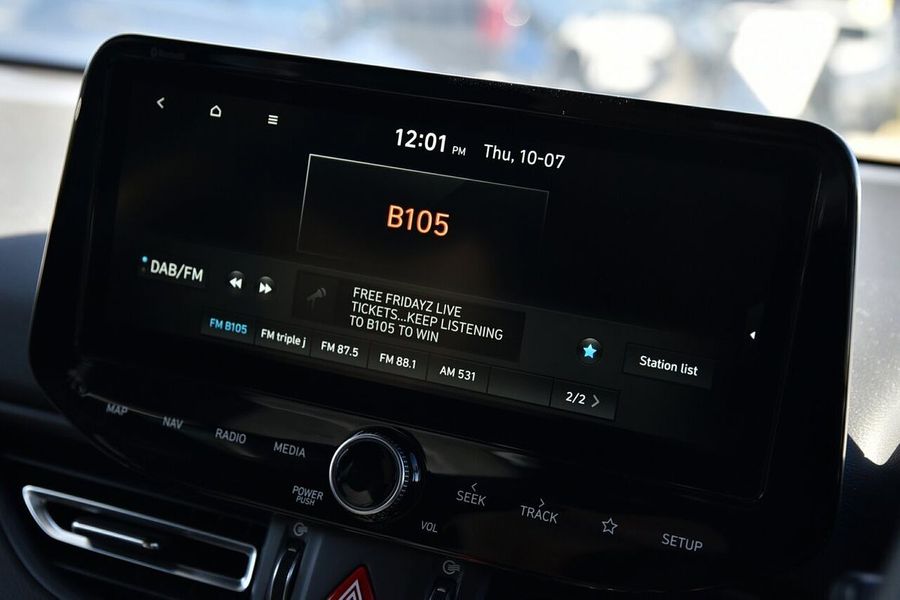 Bluetooth
12:01 PM Thu, 10-07
B105
DAB/FM
FREE FRIDAYZ LIVE
TICKETS...KEEP LISTENING
TO B105 TO WIN
FM B105
FM triple j
FM 87.5
FM 88.1
AM 531
2/2
Station list
MAP
NAV
RADIO
MEDIA
POWER
PUSH
VOL
SEEK
TRACK
SETUP